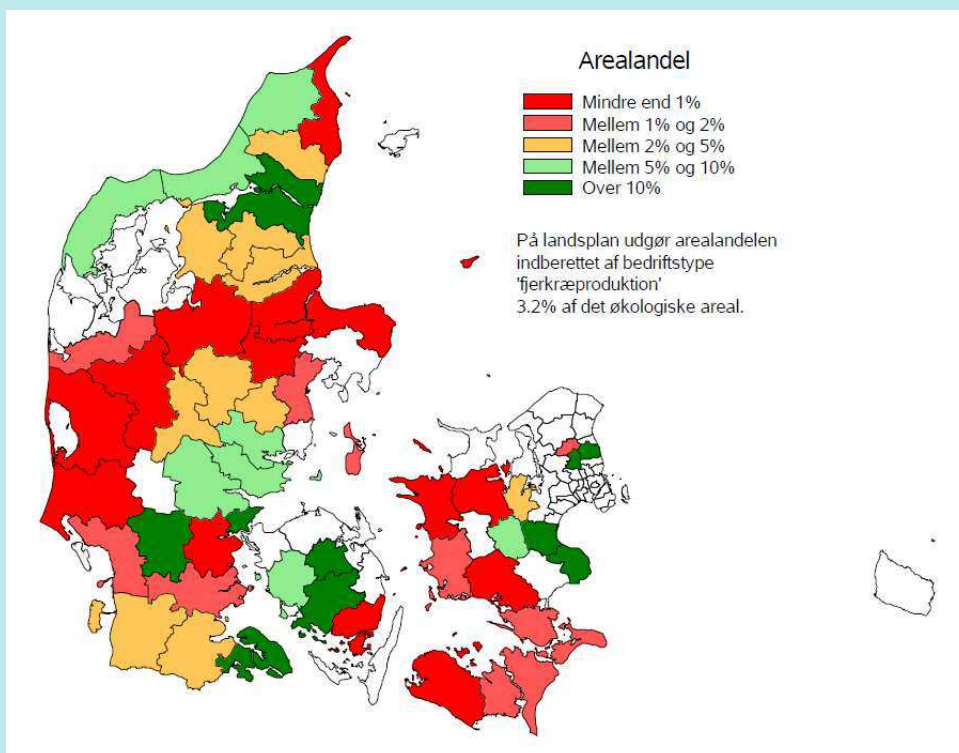 Arealandel
Mindre end 1%
Mellem 1% og 2%
Mellem 2% og 5%
Mellem 5% og 10%
Over 10%
På landsplan udgør arealandelen
indberettet af bedriftstype
'fjerkræproduktion'
3.2% af det økologiske areal.